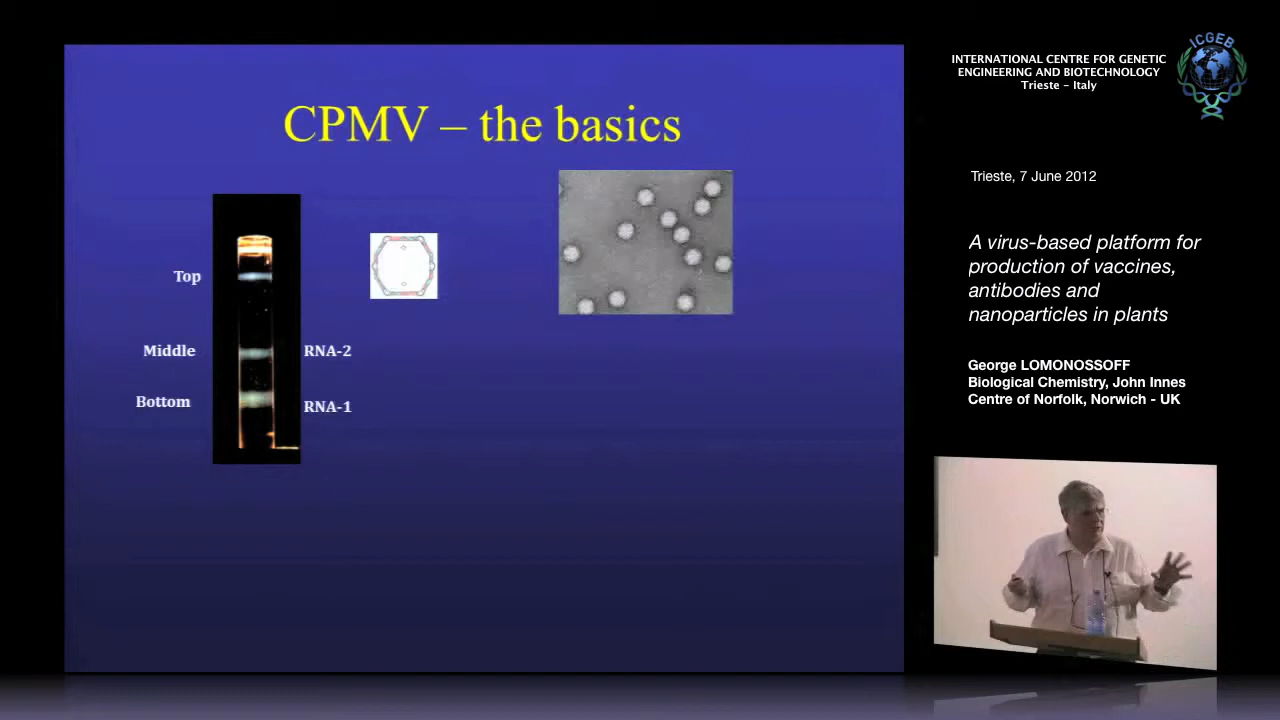 CPMV – the basics
Top
Middle
RNA-2
Bottom
RNA-1
INTERNATIONAL CENTRE FOR GENETIC
ENGINEERING AND BIOTECHNOLOGY
Trieste - Italy
ICGEB
Trieste, 7 June 2012
A virus-based platform for
production of vaccines,
antibodies and
nanoparticles in plants
George LOMONOSSOFF
Biological Chemistry, John Innes
Centre of Norfolk, Norwich - UK